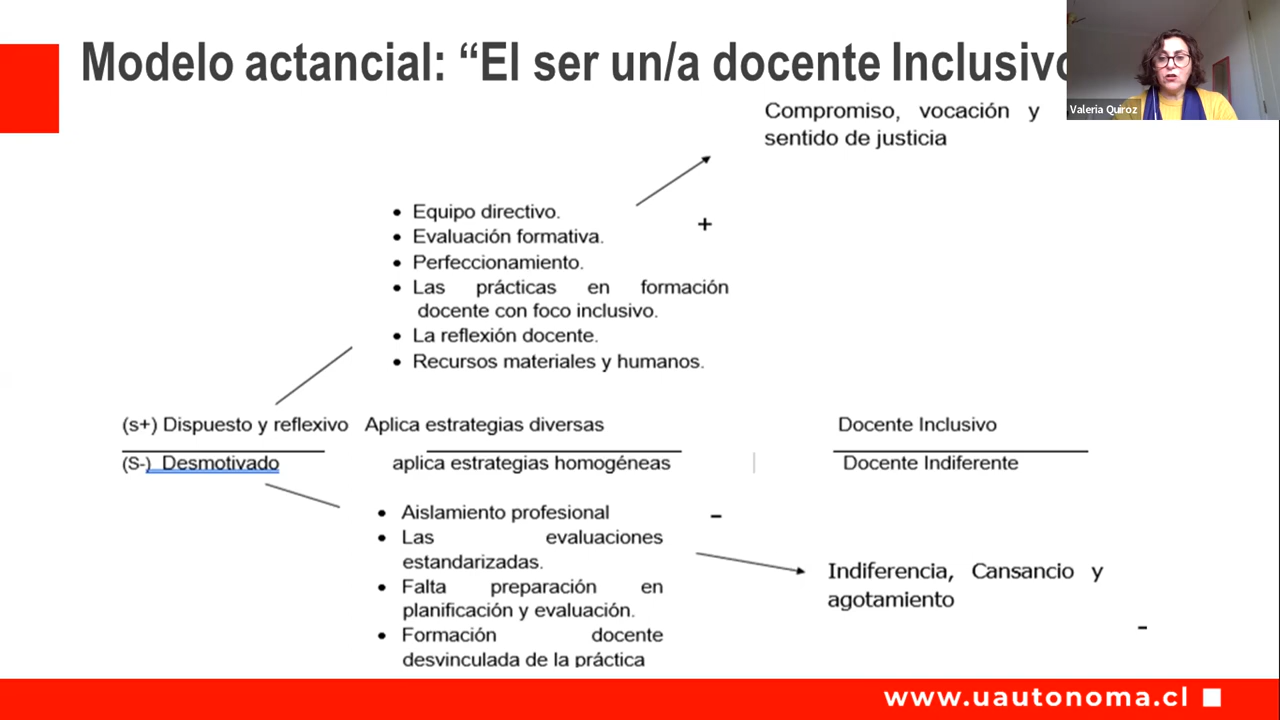 Modelo actancial: “El ser un/a docente Inclusivo
Valeria Quiroz
Compromiso, vocación y
sentido de justicia
• Equipo directivo.
• Evaluación formativa.
• Perfeccionamiento.
• Las prácticas en formación
docente con foco inclusivo.
• La reflexión docente.
• Recursos materiales y humanos.
+
(s+) Dispuesto y reflexivo Aplica estrategias diversas Docente Inclusivo
(S-) Desmotivado aplica estrategias homogéneas Docente Indiferente
• Aislamiento profesional
• Las evaluaciones
estandarizadas.
• Falta preparación en
planificación y evaluación.
• Formación docente
desvinculada de la práctica
-
Indiferencia, Cansancio y
agotamiento
-
www.uautonoma.cl